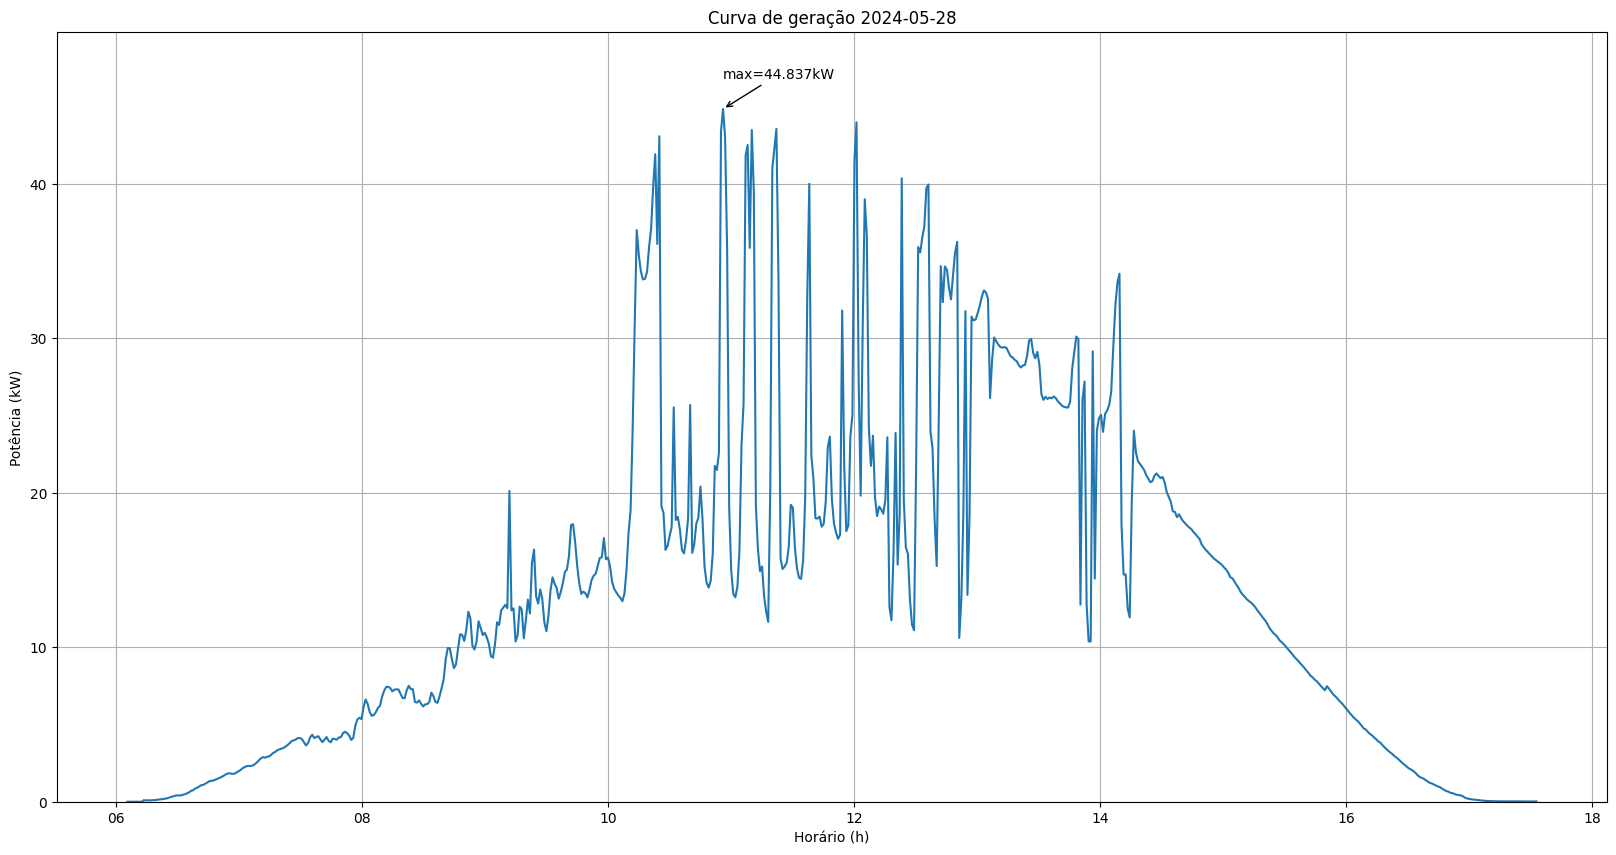 Curva de geração 2024-05-28
max=44.837kW
40
30
20
10
0
Potência (kW)
06 08 10 12 14 16 18
Horário (h)